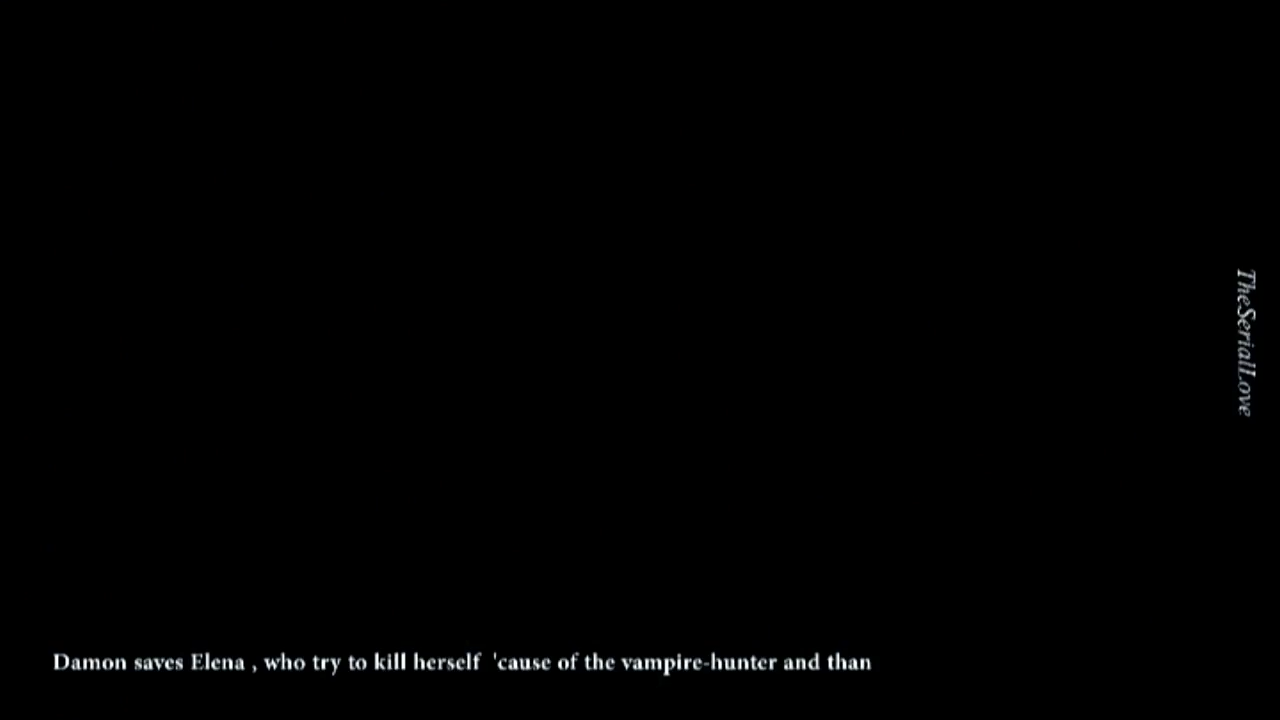 TheSerialLove
Damon saves Elena , who try to kill herself 'cause of the vampire-hunter and than